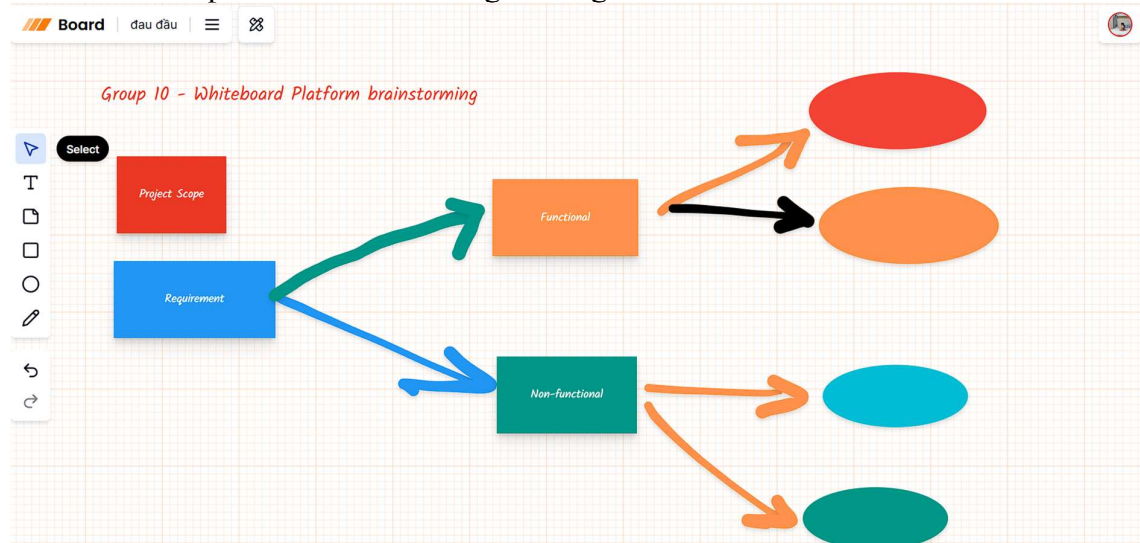 Board
đau đầu
Group 10 - Whiteboard Platform brainstorming
Select
T
Project Scope
Functional
Requirement
Non-functional